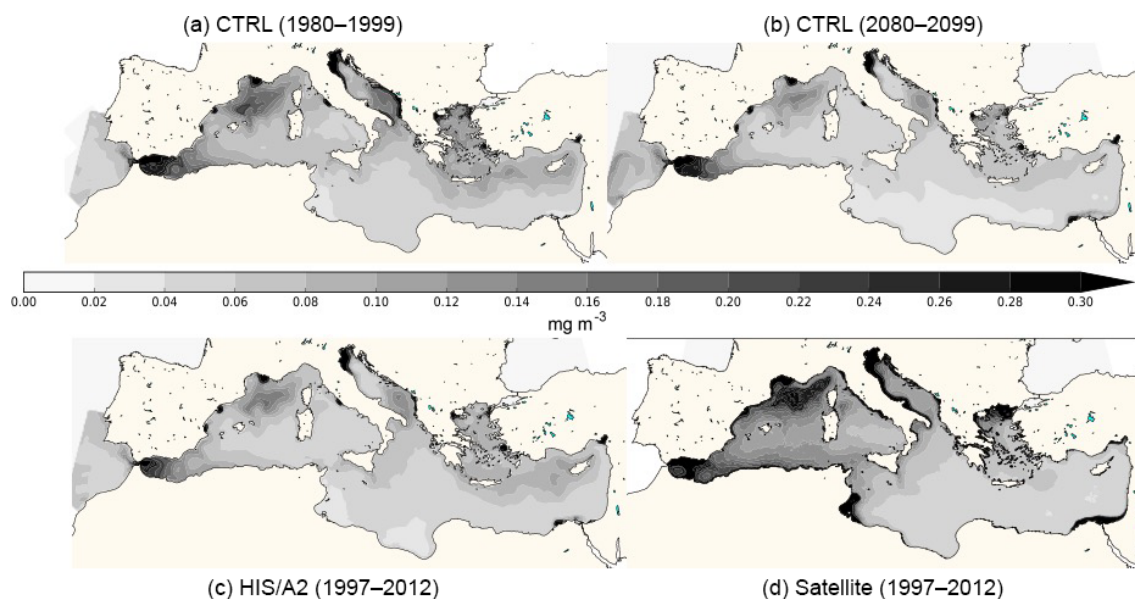 (a) CTRL (1980–1999)
(b) CTRL (2080–2099)
0.00 0.02 0.04 0.06 0.08 0.10 0.12 0.14 0.16 0.18 0.20 0.22 0.24 0.26 0.28 0.30
mg m⁻³
(c) HIS/A2 (1997–2012)
(d) Satellite (1997–2012)